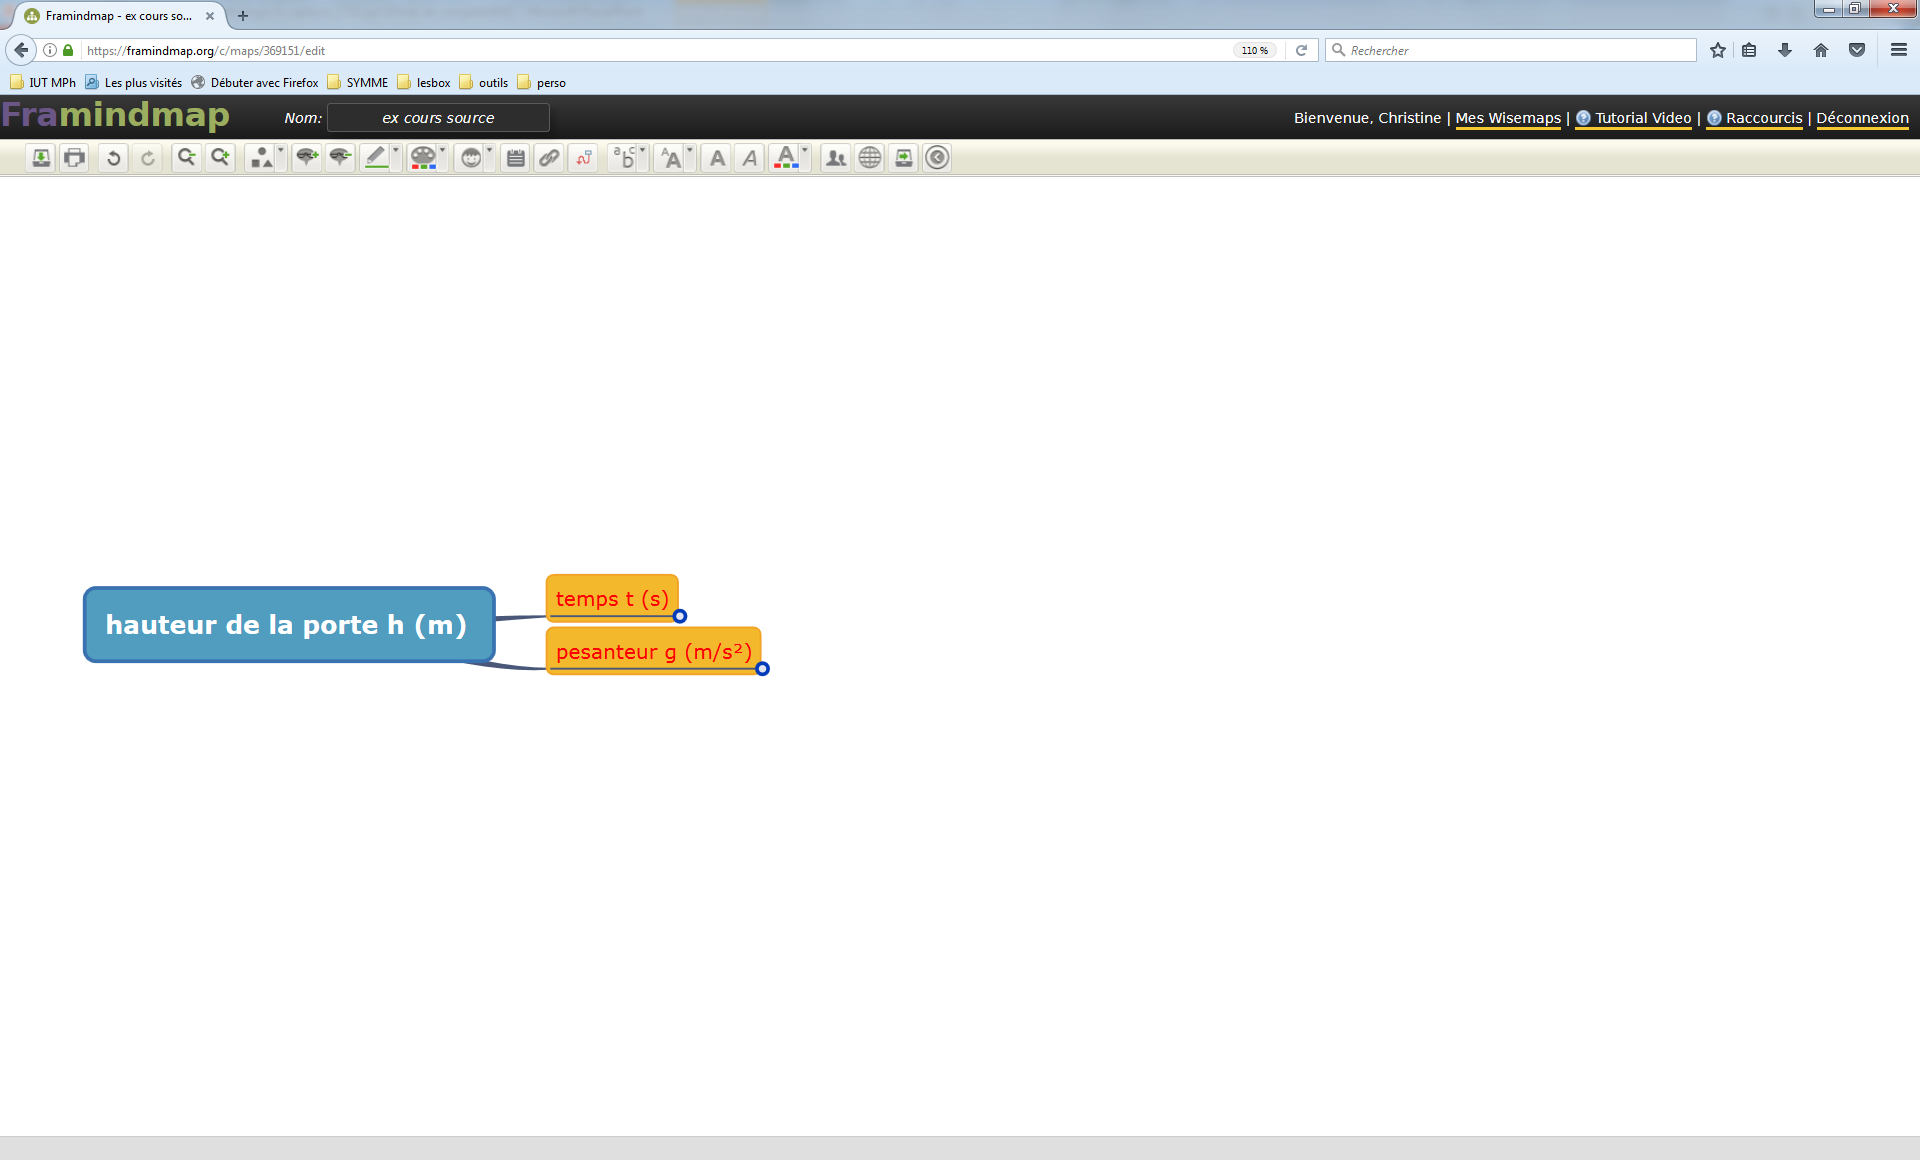 Framindmap - ex cours so...
https://framindmap.org/c/maps/369151/edit
110 %
Rechercher
IUT MPh Les plus visités Débuter avec Firefox SYMME lesbox outils perso
Framindmap Nom: ex cours source Bienvenue, Christine | Mes Wisemaps | Tutorial Video | Raccourcis | Déconnexion
hauteur de la porte h (m)
temps t (s)
pesanteur g (m/s²)